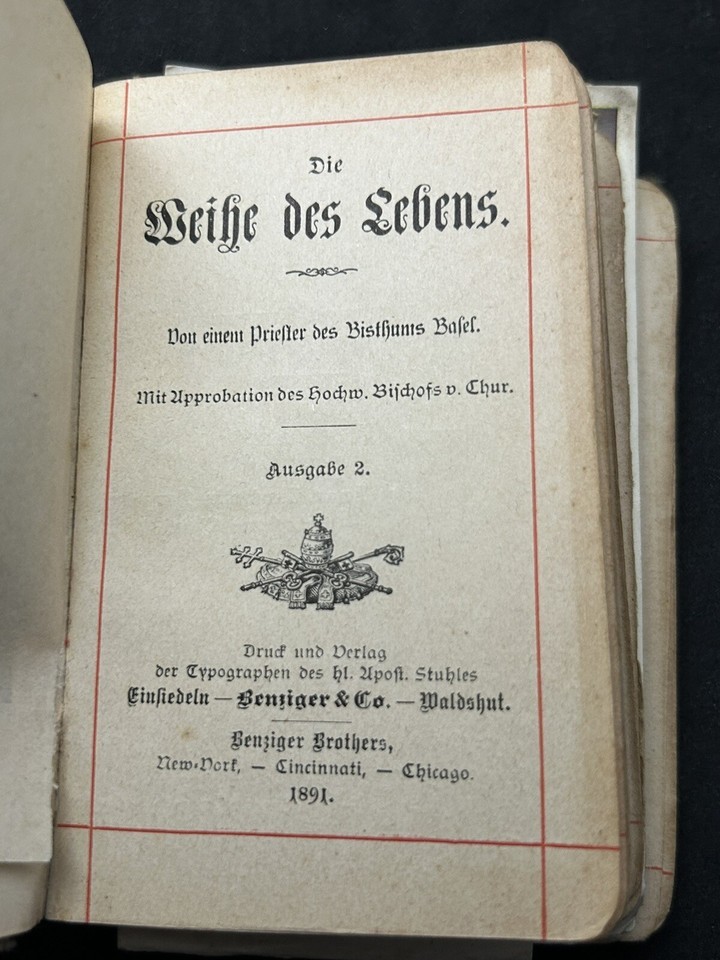 Die
Weihe des Lebens.
Von einem Priester des Bisthums Basel.
Mit Approbation des Hochw. Bischofs v. Chur.
Ausgabe 2.
Druck und Verlag
der Typographen des hl. Apost. Stuhles
Einsiedeln — Benziger & Co. — Waldshut.
Benziger Brothers,
New-York, — Cincinnati, — Chicago.
1891.